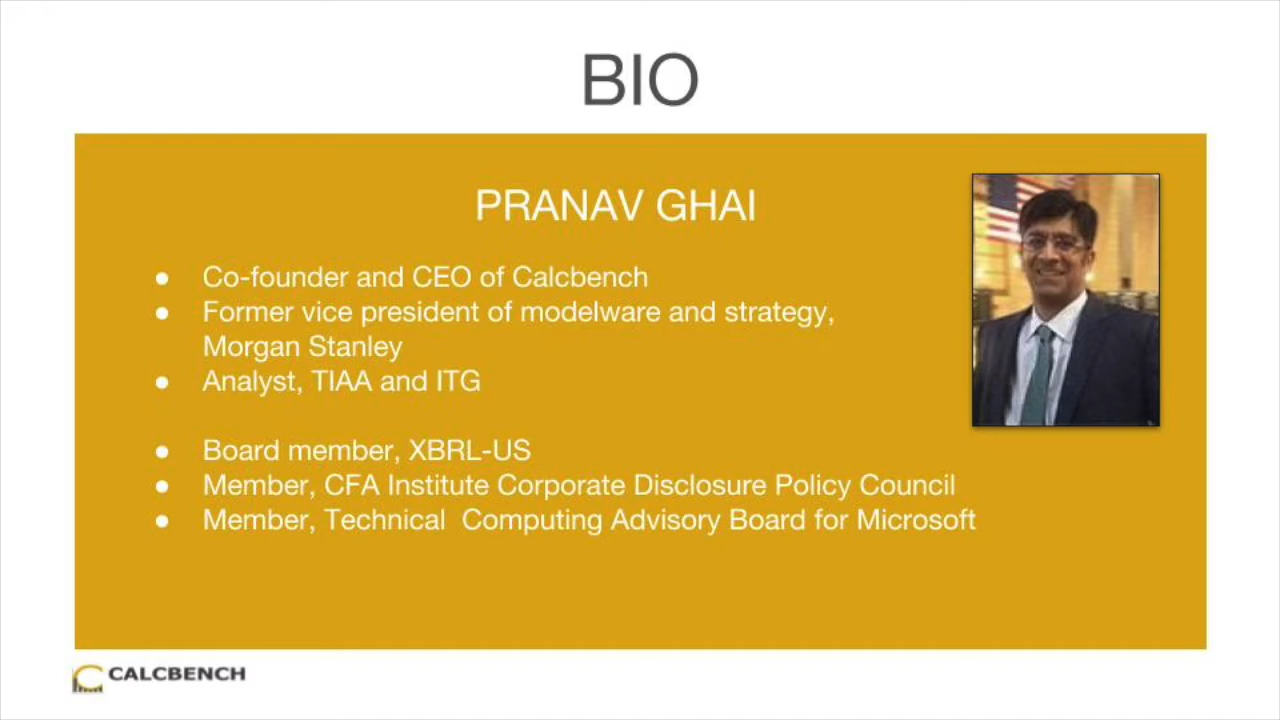 BIO
PRANAV GHAI
● Co-founder and CEO of Calcbench
● Former vice president of modelware and strategy,
Morgan Stanley
● Analyst, TIAA and ITG
● Board member, XBRL-US
● Member, CFA Institute Corporate Disclosure Policy Council
● Member, Technical  Computing Advisory Board for Microsoft
CALCBENCH